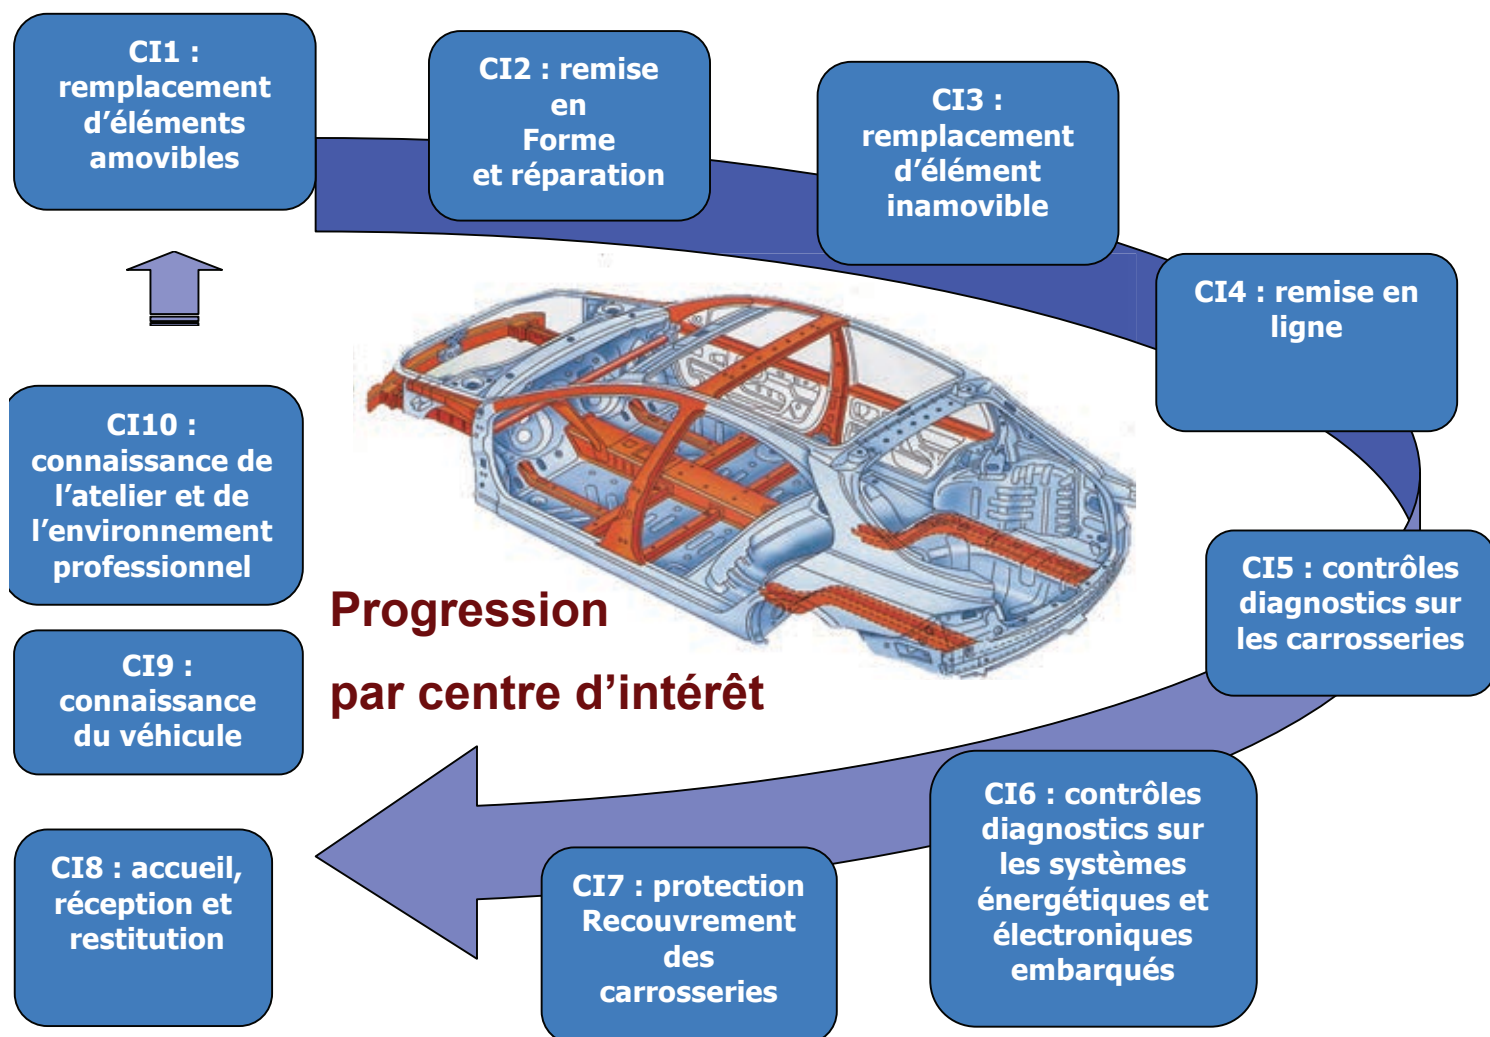 CI1 :
remplacement
d’éléments
amovibles
CI2 : remise
en
Forme
et réparation
CI3 :
remplacement
d’élément
inamovible
CI4 : remise en
ligne
CI5 : contrôles
diagnostics sur
les carrosseries
CI6 : contrôles
diagnostics sur
les systèmes
énergétiques et
électroniques
embarqués
CI7 : protection
Recouvrement
des
carrosseries
CI8 : accueil,
réception et
restitution
CI9 :
connaissance
du véhicule
CI10 :
connaissance de
l’atelier et de
l’environnement
professionnel
Progression
par centre d’intérêt